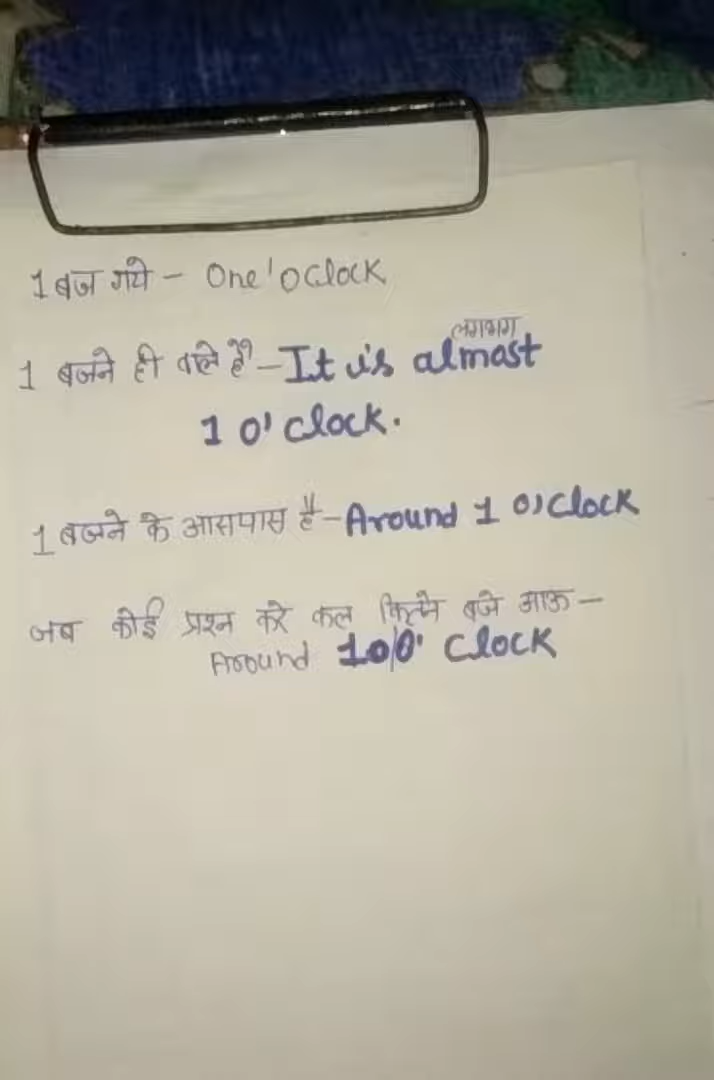 1 बज गये - One'oClock
लगभग
1 बजने ही वाले है - It is almost
1 o'clock.
1 बजने के आसपास है - Around 1 o'Clock
जब कोई प्रश्न करे कल कितने बजे आऊ -
Around 10 o' Clock